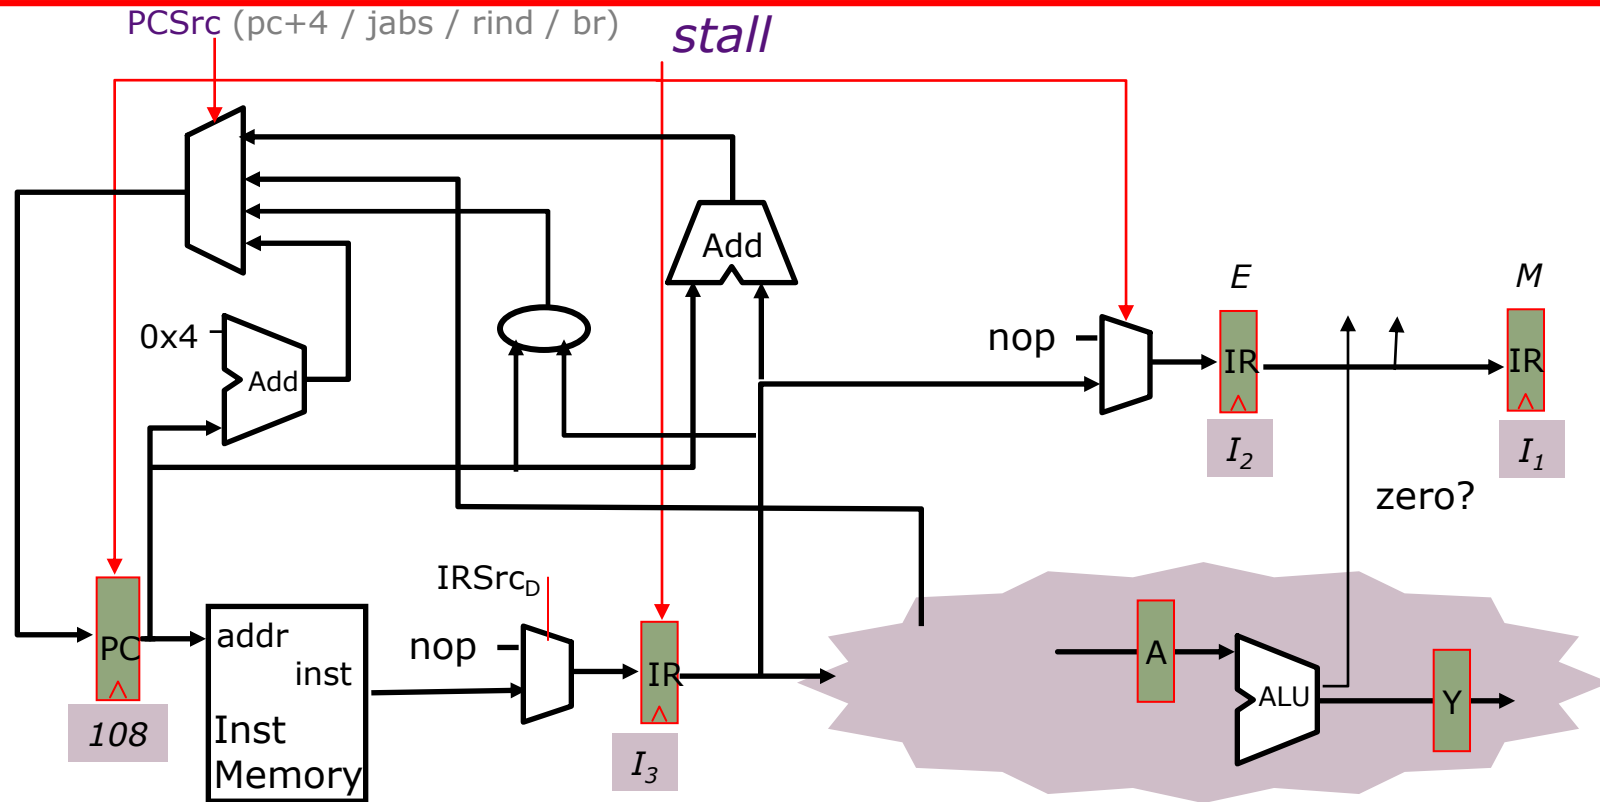 PCSrc (pc+4 / jabs / rind / br)
stall
Add
E
M
0x4
Add
nop
IR
IR
I2
I1
zero?
IRSrcD
PC
addr
inst
nop
IR
A
ALU
Y
Inst
Memory
108
I3